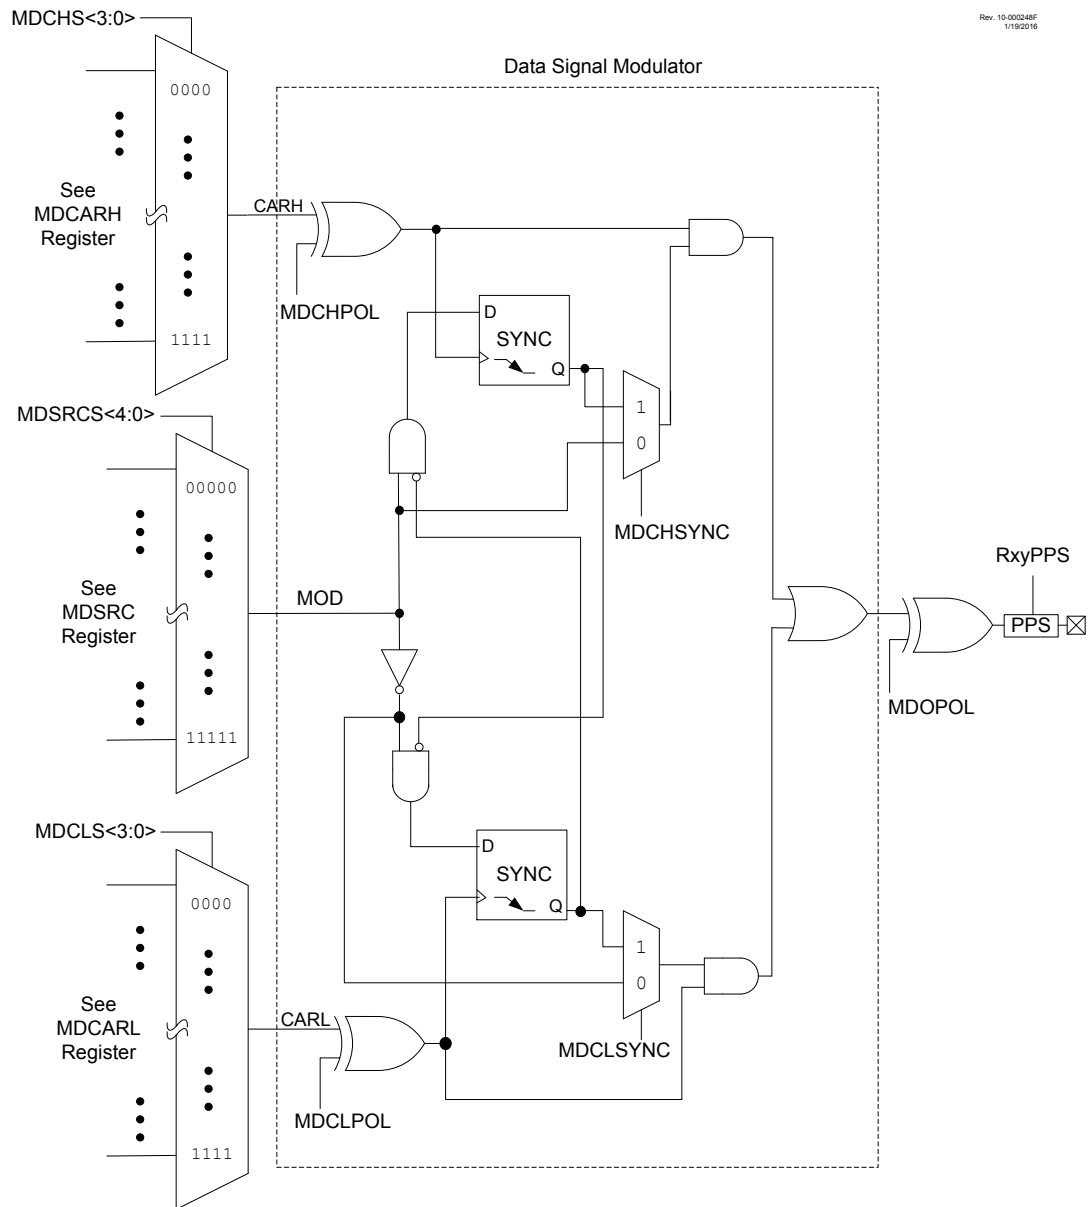 MDCHS<3:0>
Rev. 10-000248F
1/19/2016
Data Signal Modulator
0000
See
MDCARH
Register
CARH
MDCHPOL
D
SYNC
Q
1111
1
0
MDSRCS<4:0>
00000
MDCHSYNC
RxyPPS
See
MDSRC
Register
MOD
PPS
MDOPOL
11111
MDCLS<3:0>
D
SYNC
Q
0000
1
0
See
MDCARL
Register
CARL
MDCLSYNC
MDCLPOL
1111